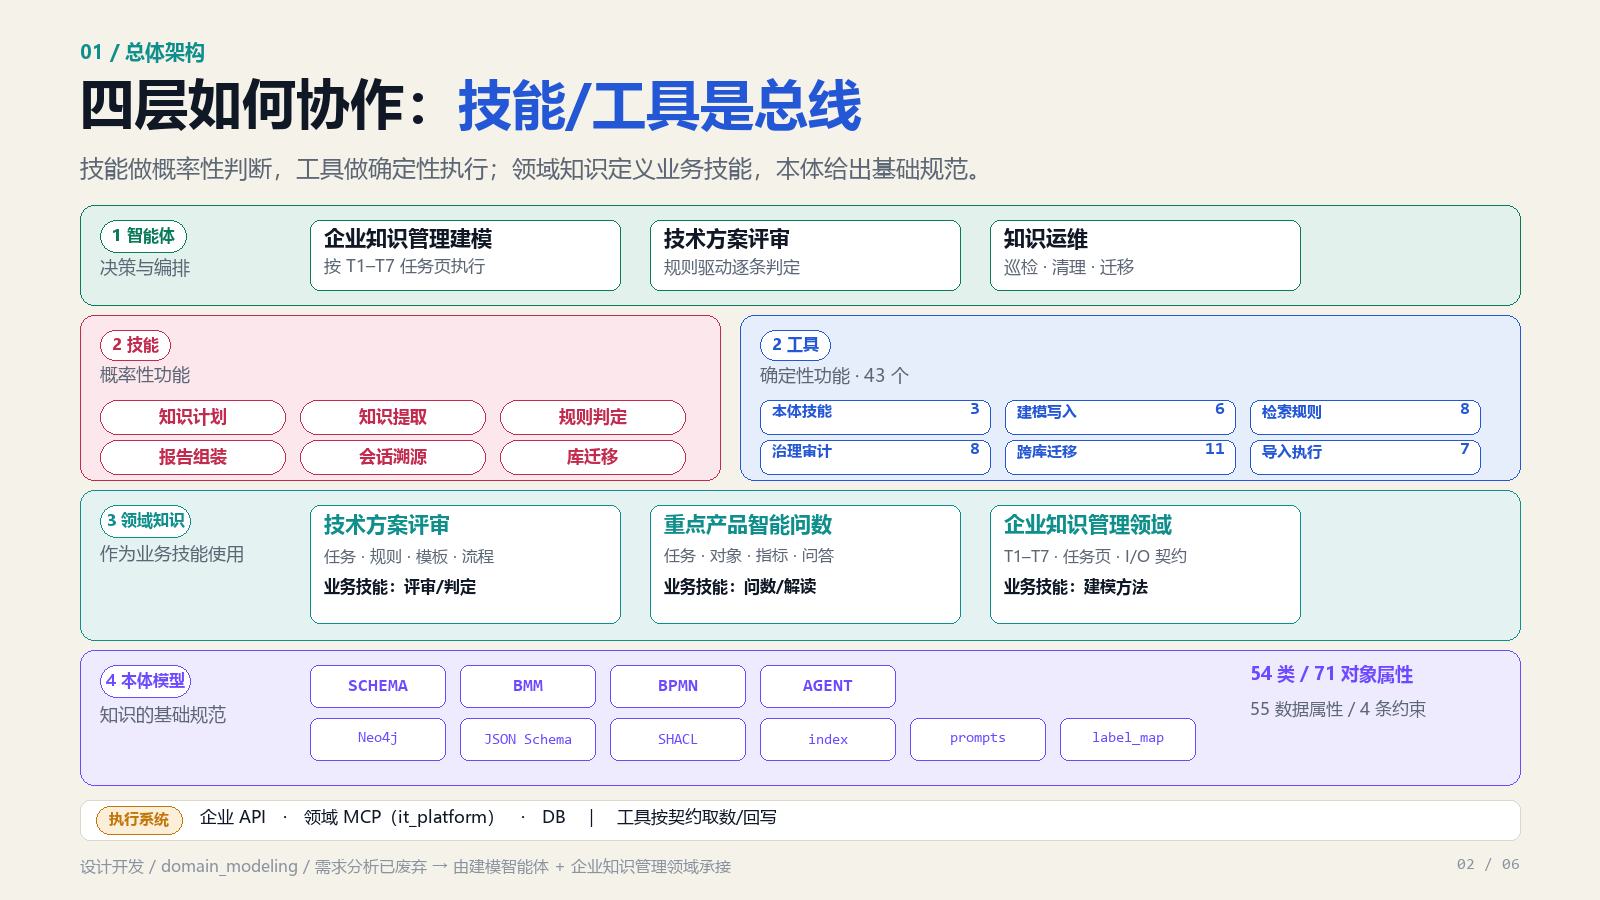 01 / 总体架构
四层如何协作：技能/工具是总线
技能做概率性判断，工具做确定性执行；领域知识定义业务技能，本体给出基础规范。
1 智能体
决策与编排
企业知识管理建模
按 T1–T7 任务页执行
技术方案评审
规则驱动逐条判定
知识运维
巡检 · 清理 · 迁移
2 技能
概率性功能
知识计划
知识提取
规则判定
报告组装
会话溯源
库迁移
2 工具
确定性功能 · 43 个
本体技能 3
建模写入 6
检索规则 8
治理审计 8
跨库迁移 11
导入执行 7
3 领域知识
作为业务技能使用
技术方案评审
任务 · 规则 · 模板 · 流程
业务技能：评审/判定
重点产品智能问数
任务 · 对象 · 指标 · 问答
业务技能：问数/解读
企业知识管理领域
T1–T7 · 任务页 · I/O 契约
业务技能：建模方法
4 本体模型
知识的基础规范
SCHEMA
BMM
BPMN
AGENT
Neo4j
JSON Schema
SHACL
index
prompts
label_map
54 类 / 71 对象属性
55 数据属性 / 4 条约束
执行系统
企业 API · 领域 MCP（it_platform） · DB | 工具按契约取数/回写
设计开发 / domain_modeling / 需求分析已废弃 → 由建模智能体 + 企业知识管理领域承接
02 / 06